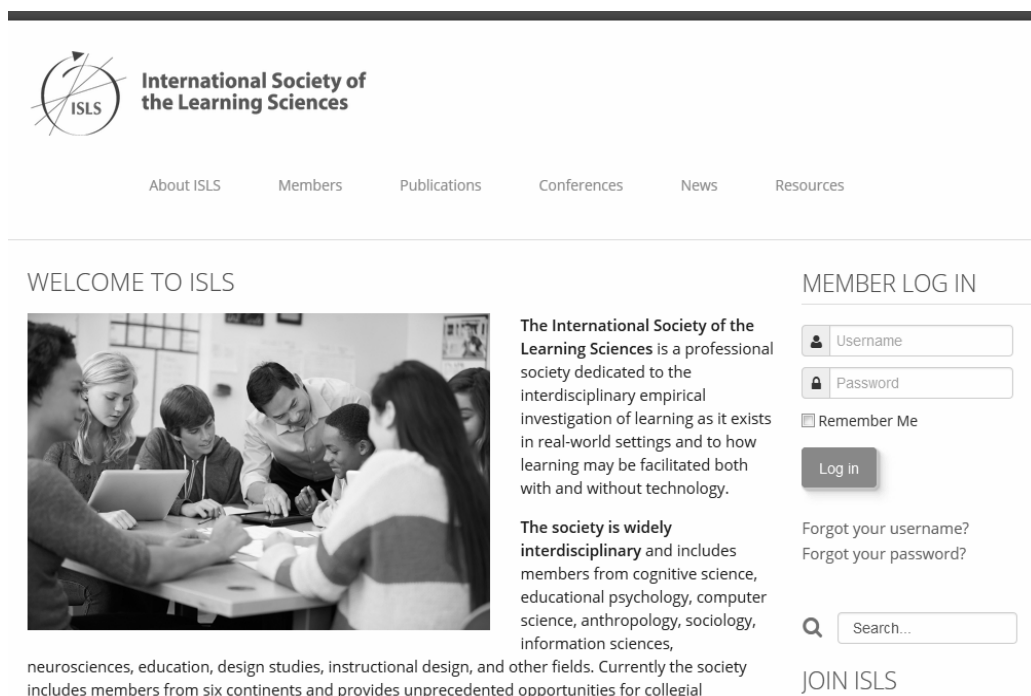 International Society of
the Learning Sciences
ISLS
About ISLS Members Publications Conferences News Resources
WELCOME TO ISLS
The International Society of the
Learning Sciences is a professional
society dedicated to the
interdisciplinary empirical
investigation of learning as it exists
in real-world settings and to how
learning may be facilitated both
with and without technology.
The society is widely
interdisciplinary and includes
members from cognitive science,
educational psychology, computer
science, anthropology, sociology,
information sciences,
neurosciences, education, design studies, instructional design, and other fields. Currently the society
includes members from six continents and provides unprecedented opportunities for collegial
MEMBER LOG IN
Username
Password
Remember Me
Log in
Forgot your username?
Forgot your password?
Search...
JOIN ISLS